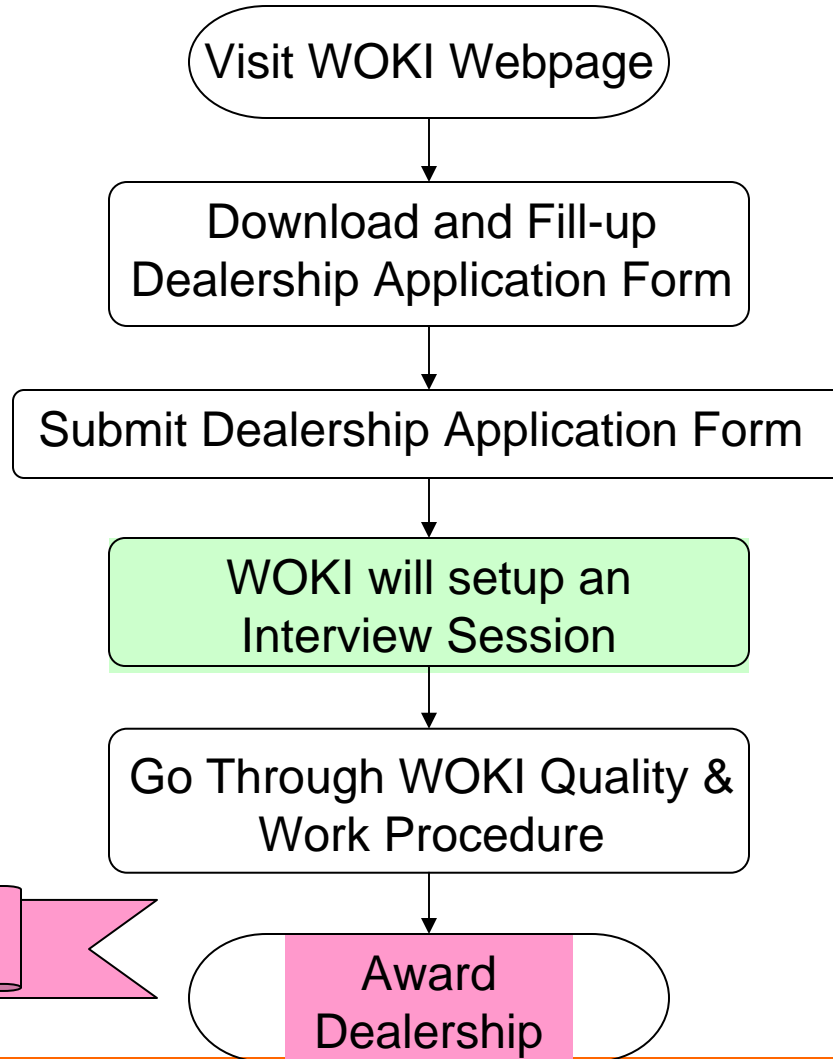 Visit WOKI Webpage
Download and Fill-up
Dealership Application Form
Submit Dealership Application Form
WOKI will setup an
Interview Session
Go Through WOKI Quality &
Work Procedure
Award
Dealership